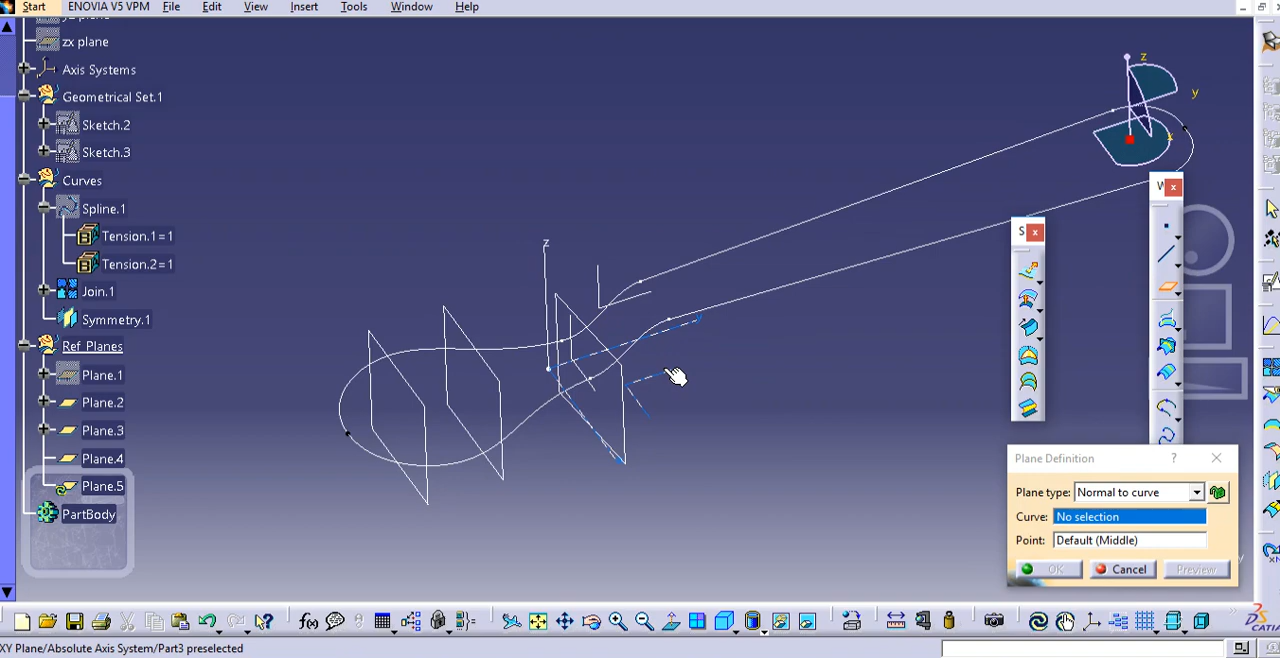 Start ENOVIA V5 VPM File Edit View Insert Tools Window Help
zx plane
Axis Systems
Geometrical Set.1
Sketch.2
Sketch.3
Curves
Spline.1
Tension.1=1
Tension.2=1
Join.1
Symmetry.1
Ref_Planes
Plane.1
Plane.2
Plane.3
Plane.4
Plane.5
PartBody
z
z
y
x
S
Plane Definition ?
Plane type: Normal to curve
Curve: No selection
Point: Default (Middle)
OK Cancel Preview
f(x)
XY Plane/Absolute Axis System/Part3 preselected